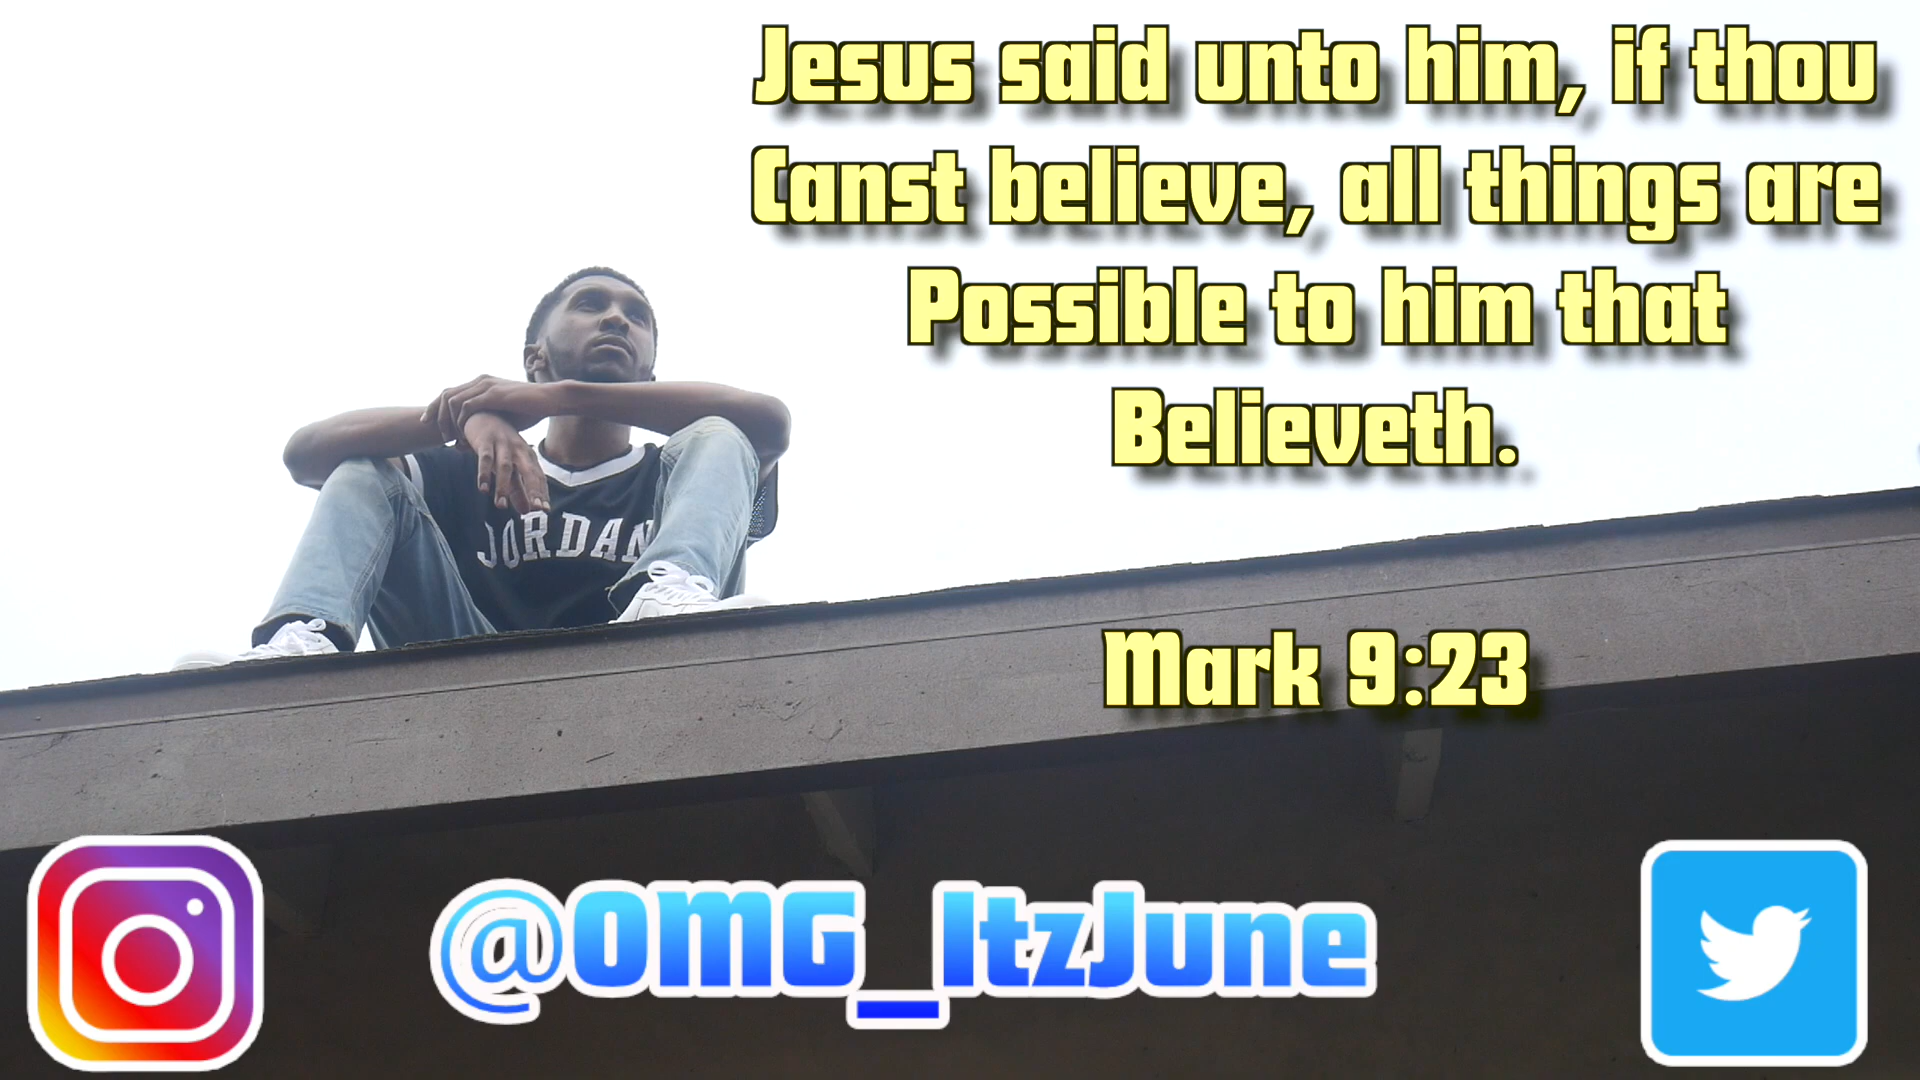 Jesus said unto him, if thou
Canst believe, all things are
Possible to him that
Believeth.
JORDAN
Mark 9:23
@OMG_ItzJune